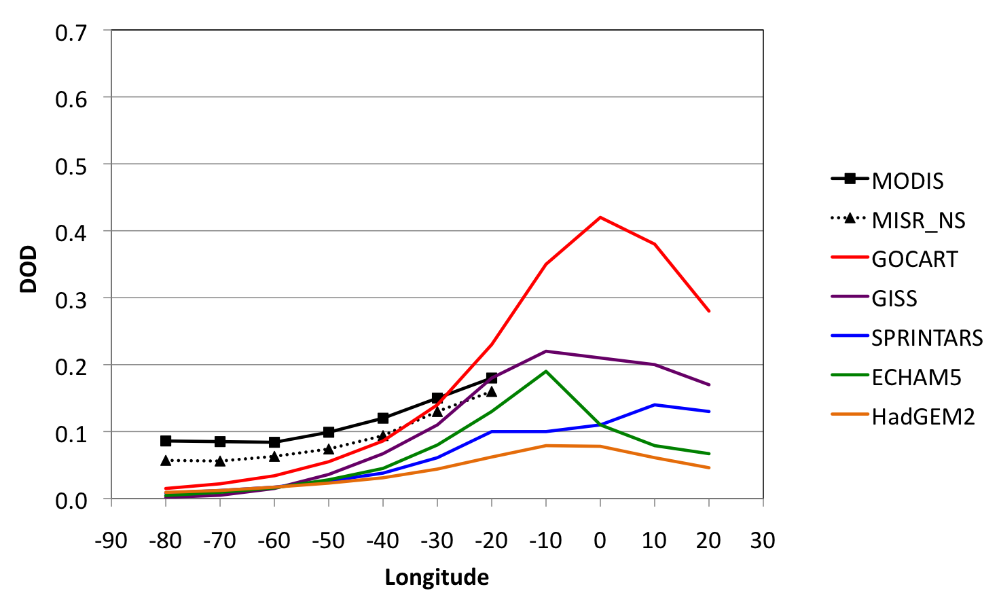 0.7
0.6
0.5
0.4
0.3
0.2
0.1
0.0
DOD
-90 -80 -70 -60 -50 -40 -30 -20 -10 0 10 20 30
Longitude
MODIS
MISR_NS
GOCART
GISS
SPRINTARS
ECHAM5
HadGEM2